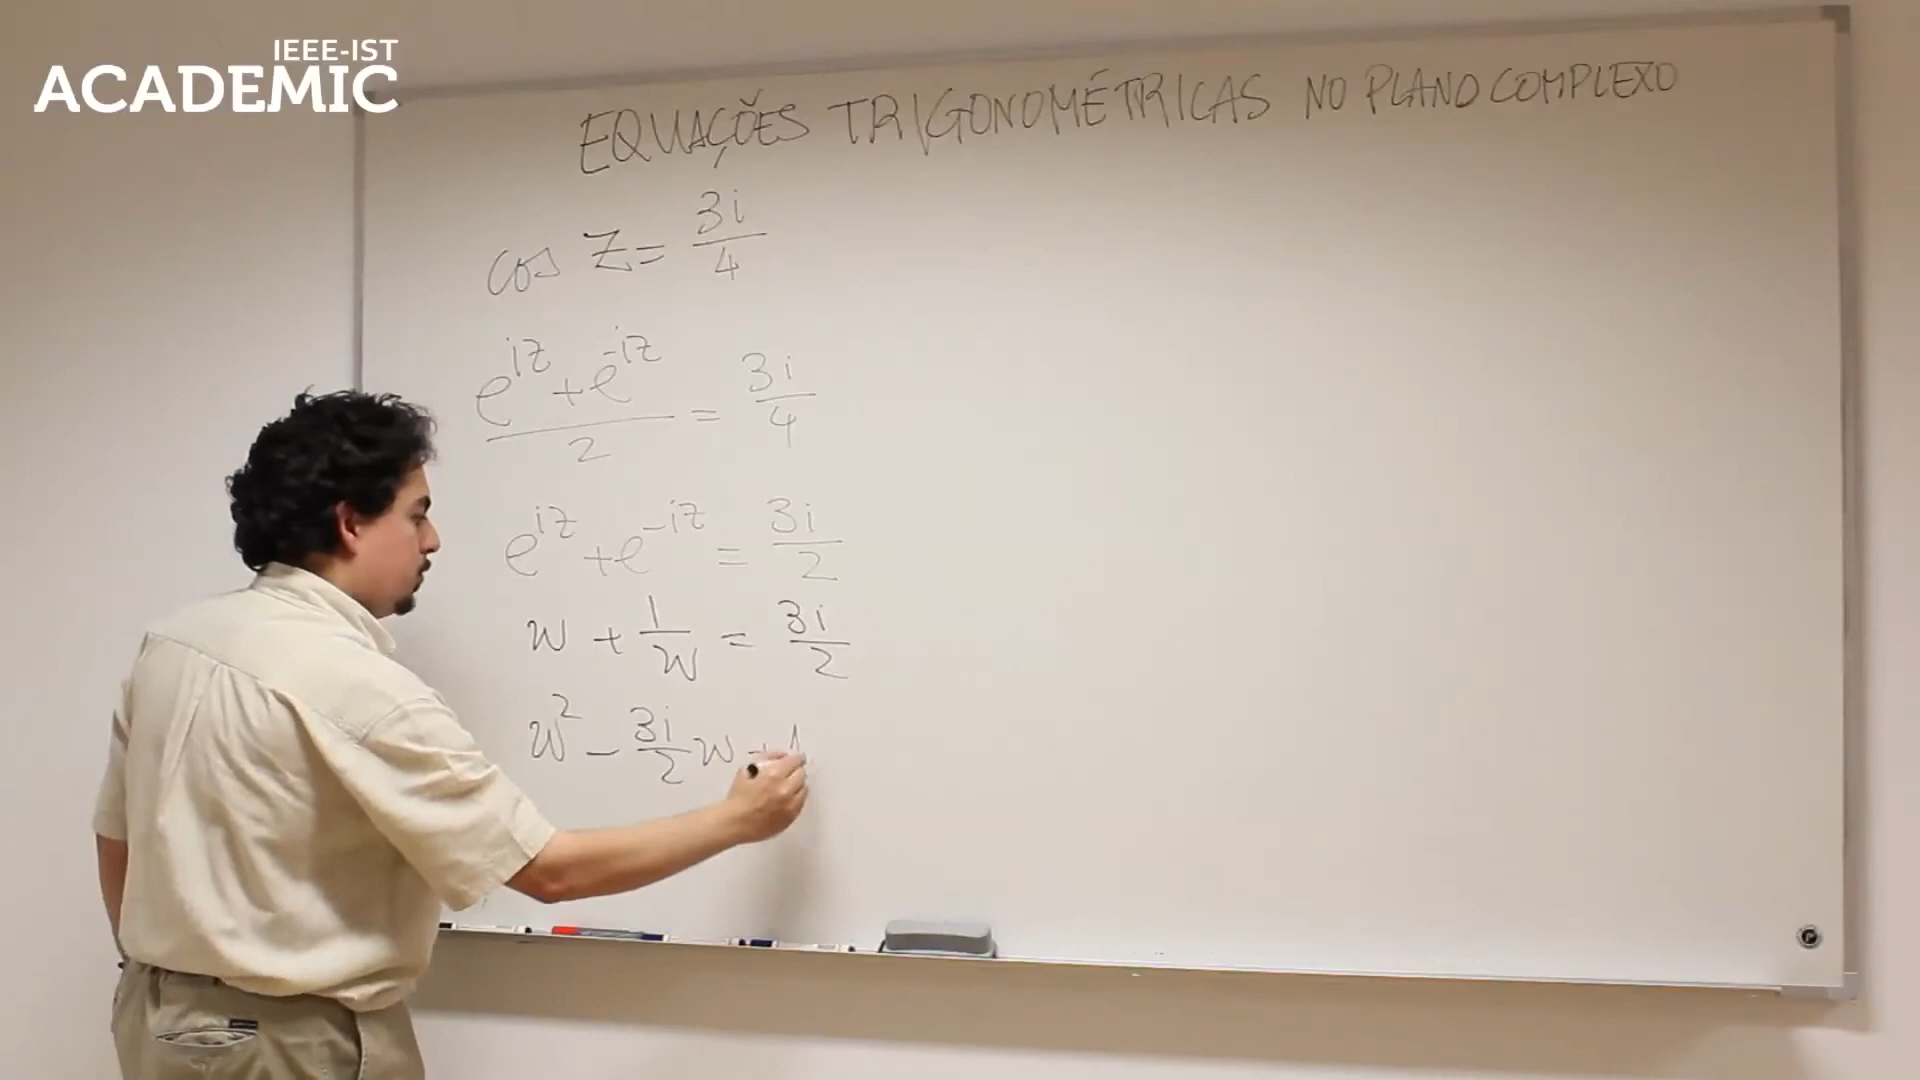 IEEE-IST
ACADEMIC
EQUAÇÕES TRIGONOMÉTRICAS NO PLANO COMPLEXO
cos Z = 3i/4
(e^{iz} + e^{-iz})/2 = 3i/4
e^{iz} + e^{-iz} = 3i/2
w + 1/w = 3i/2
w² - 3i/2 w + 1